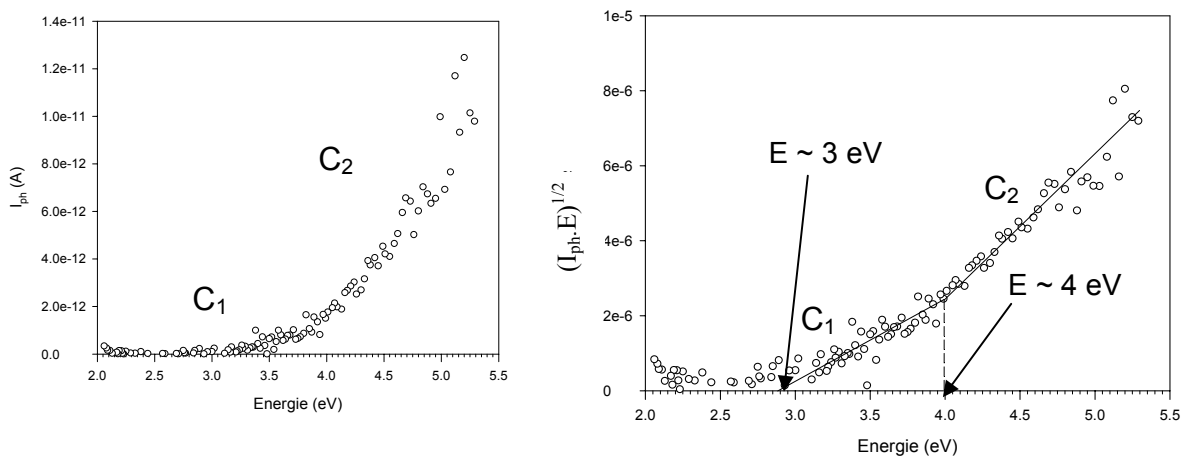 1.4e-11
1.2e-11
1.0e-11
8.0e-12
6.0e-12
4.0e-12
2.0e-12
0.0
I_ph (A)
C₂
C₁
2.0 2.5 3.0 3.5 4.0 4.5 5.0 5.5
Energie (eV)
1e-5
8e-6
6e-6
4e-6
2e-6
0
(I_ph.E)^1/2
E ~ 3 eV
C₂
E ~ 4 eV
C₁
2.0 2.5 3.0 3.5 4.0 4.5 5.0 5.5
Energie (eV)